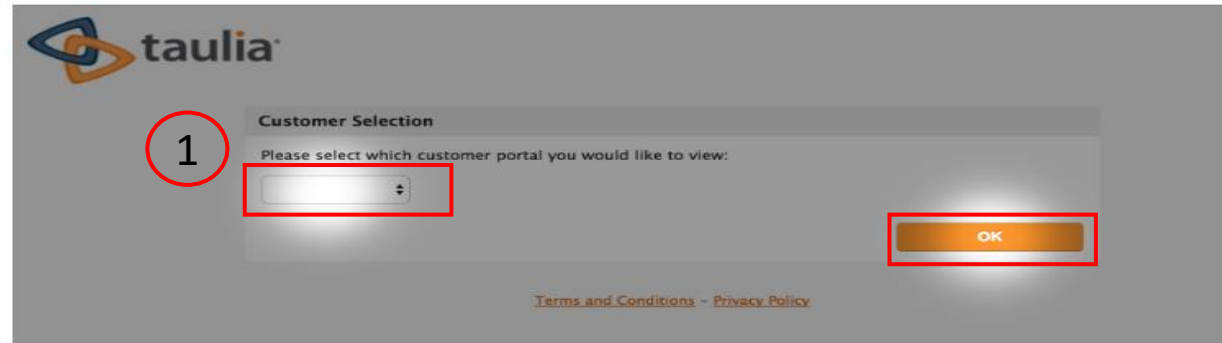 taulia
Customer Selection
1
Please select which customer portal you would like to view:
OK
Terms and Conditions - Privacy Policy